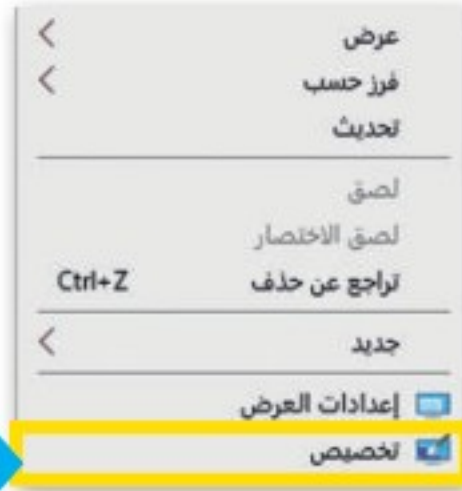 عرض
فرز حسب
تحديث
لصق
لصق الاختصار
تراجع عن حذف Ctrl+Z
جديد
إعدادات العرض
تخصيص